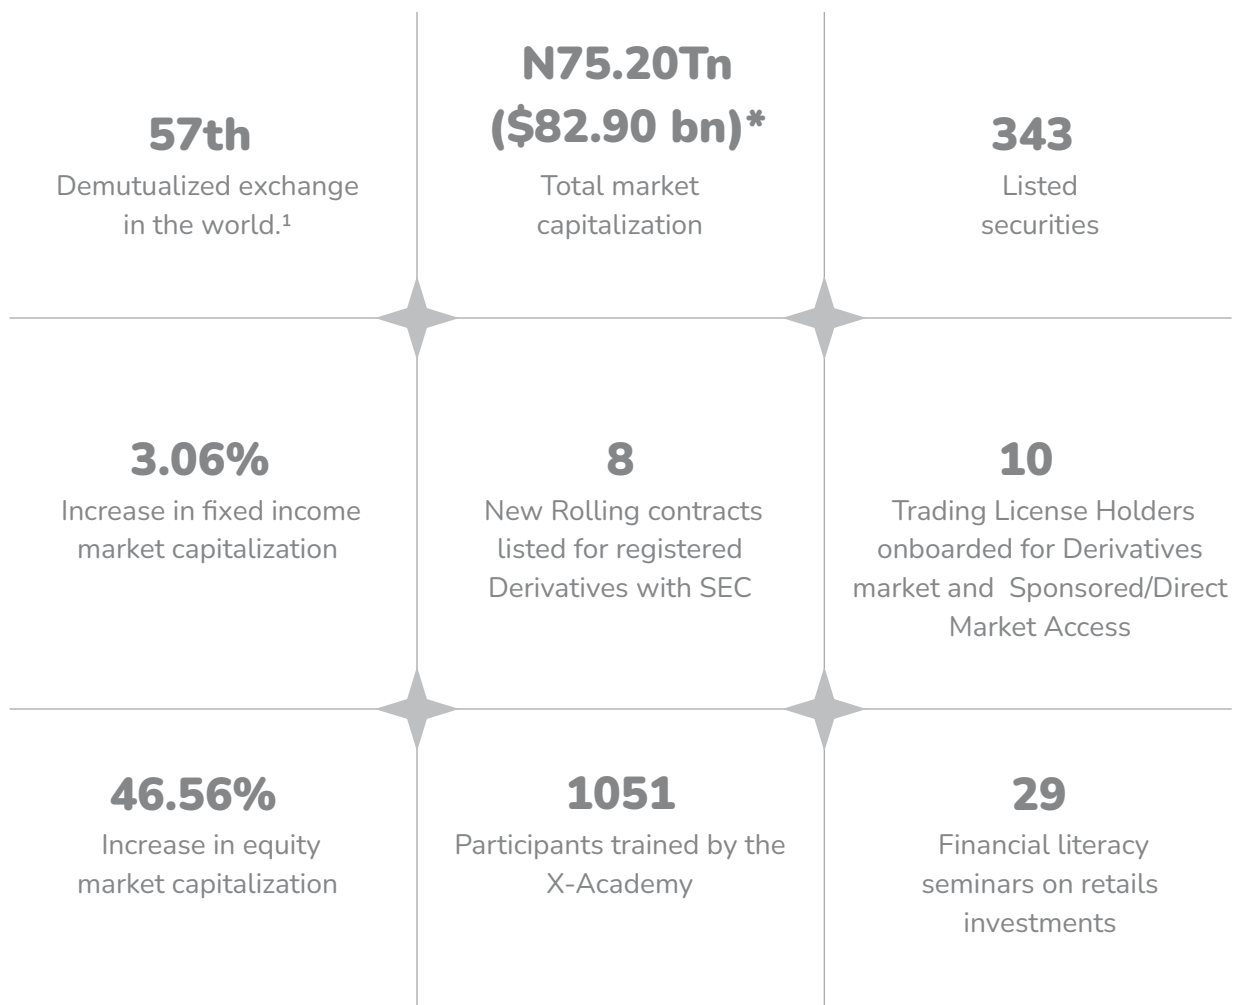 57th
Demutualized exchange
in the world.¹
N75.20Tn
($82.90 bn)*
Total market
capitalization
343
Listed
securities
3.06%
Increase in fixed income
market capitalization
8
New Rolling contracts
listed for registered
Derivatives with SEC
10
Trading License Holders
onboarded for Derivatives
market and  Sponsored/Direct
Market Access
46.56%
Increase in equity
market capitalization
1051
Participants trained by the
X-Academy
29
Financial literacy
seminars on retails
investments